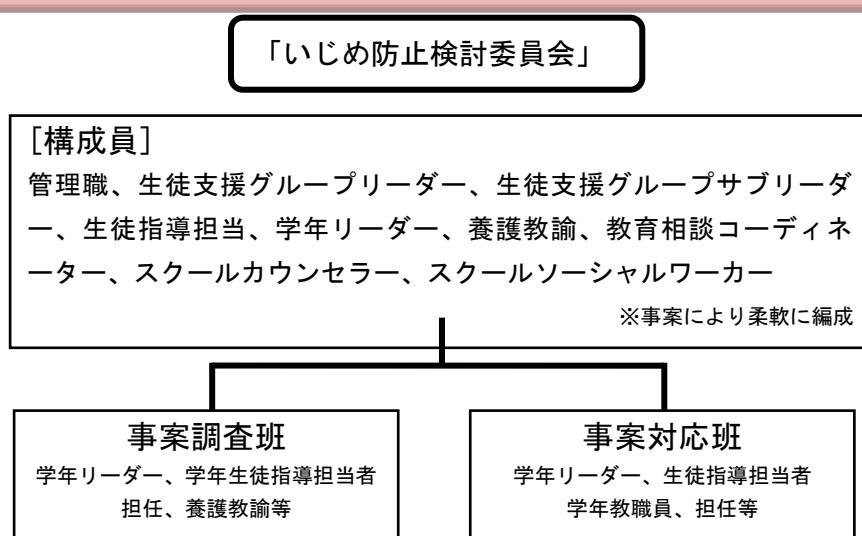 「いじめ防止検討委員会」
［構成員］
管理職、生徒支援グループリーダー、生徒支援グループサブリーダ
ー、生徒指導担当、学年リーダー、養護教諭、教育相談コーディネ
ーター、スクールカウンセラー、スクールソーシャルワーカー
※事案により柔軟に編成
事案調査班
学年リーダー、学年生徒指導担当者
担任、養護教諭等
事案対応班
学年リーダー、生徒指導担当者
学年教職員、担任等